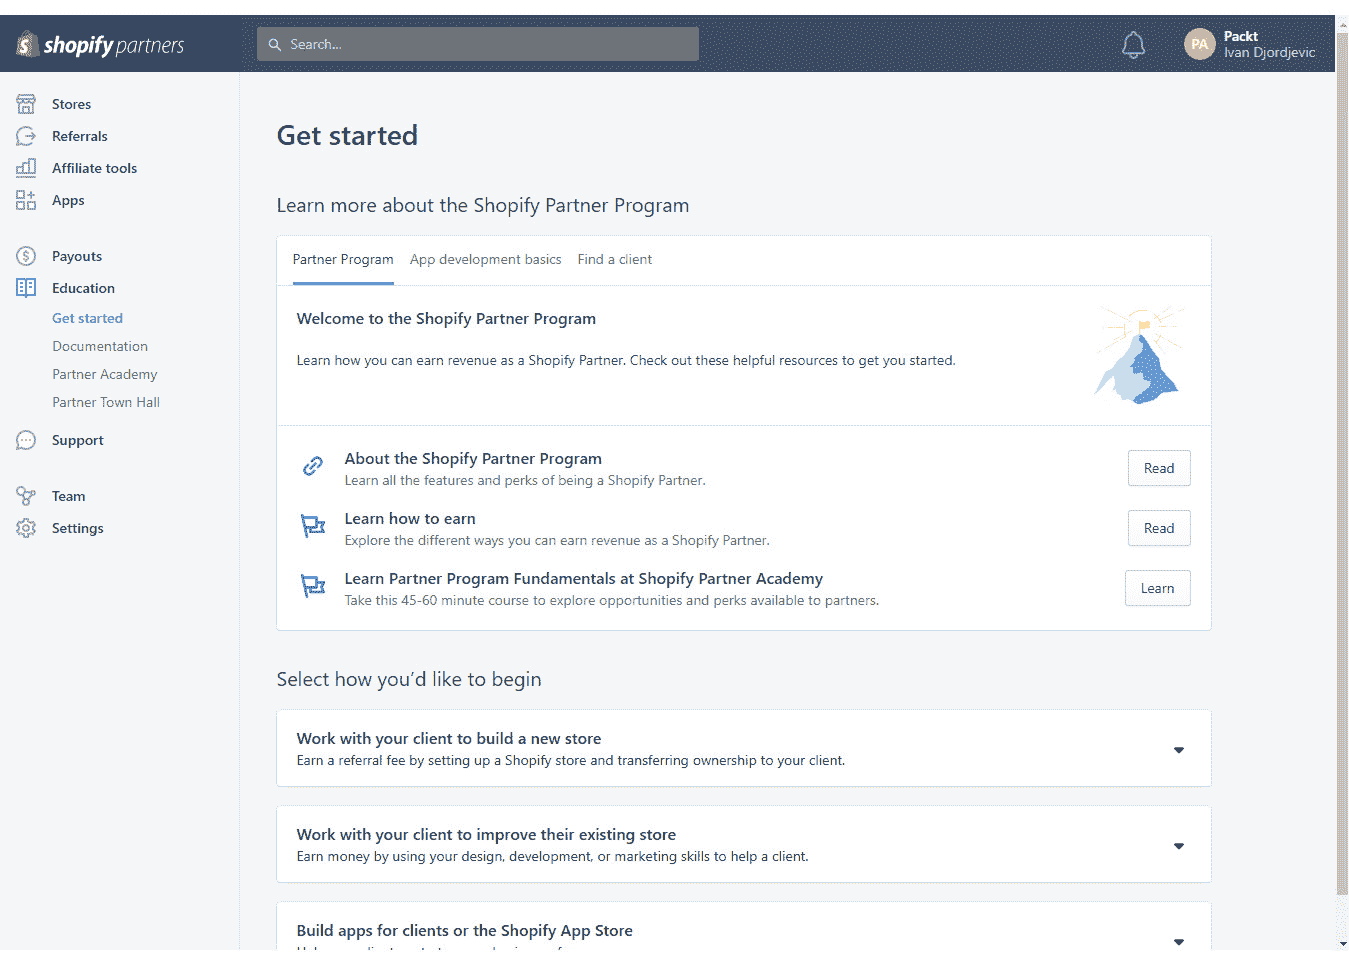 shopify partners
Search...
PA
Packt
Ivan Djordjevic
Stores
Referrals
Affiliate tools
Apps
Payouts
Education
Get started
Documentation
Partner Academy
Partner Town Hall
Support
Team
Settings
Get started
Learn more about the Shopify Partner Program
Partner Program App development basics Find a client
Welcome to the Shopify Partner Program
Learn how you can earn revenue as a Shopify Partner. Check out these helpful resources to get you started.
About the Shopify Partner Program
Learn all the features and perks of being a Shopify Partner.
Read
Learn how to earn
Explore the different ways you can earn revenue as a Shopify Partner.
Read
Learn Partner Program Fundamentals at Shopify Partner Academy
Take this 45-60 minute course to explore opportunities and perks available to partners.
Learn
Select how you'd like to begin
Work with your client to build a new store
Earn a referral fee by setting up a Shopify store and transferring ownership to your client.
Work with your client to improve their existing store
Earn money by using your design, development, or marketing skills to help a client.
Build apps for clients or the Shopify App Store